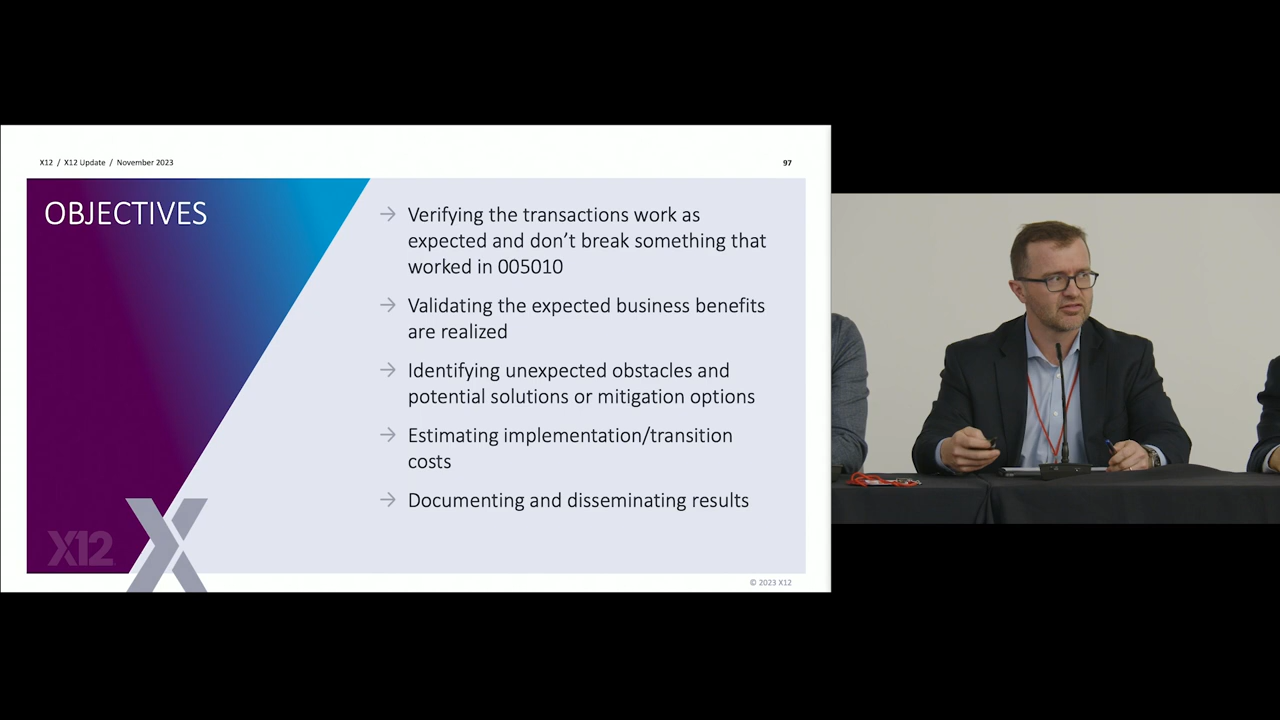 X12 / X12 Update / November 2023
97
OBJECTIVES
→ Verifying the transactions work as
expected and don’t break something that
worked in 005010
→ Validating the expected business benefits
are realized
→ Identifying unexpected obstacles and
potential solutions or mitigation options
→ Estimating implementation/transition
costs
→ Documenting and disseminating results
X12
© 2023 X12